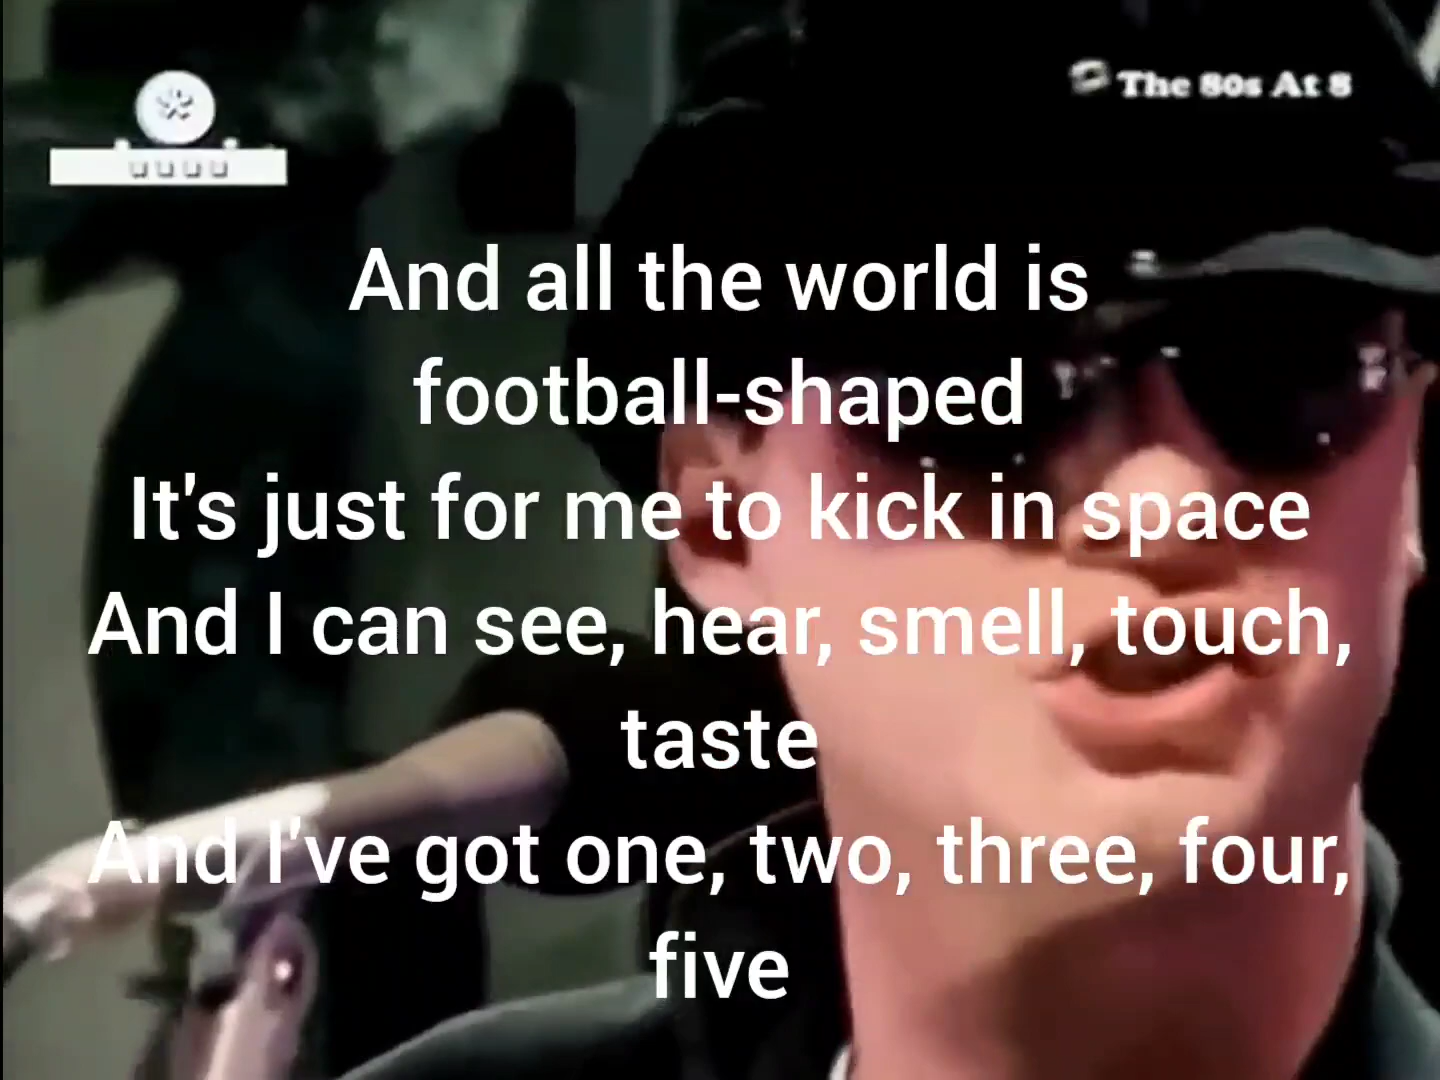 The 80s At 8
And all the world is
football-shaped
It's just for me to kick in space
And I can see, hear, smell, touch,
taste
And I've got one, two, three, four,
five